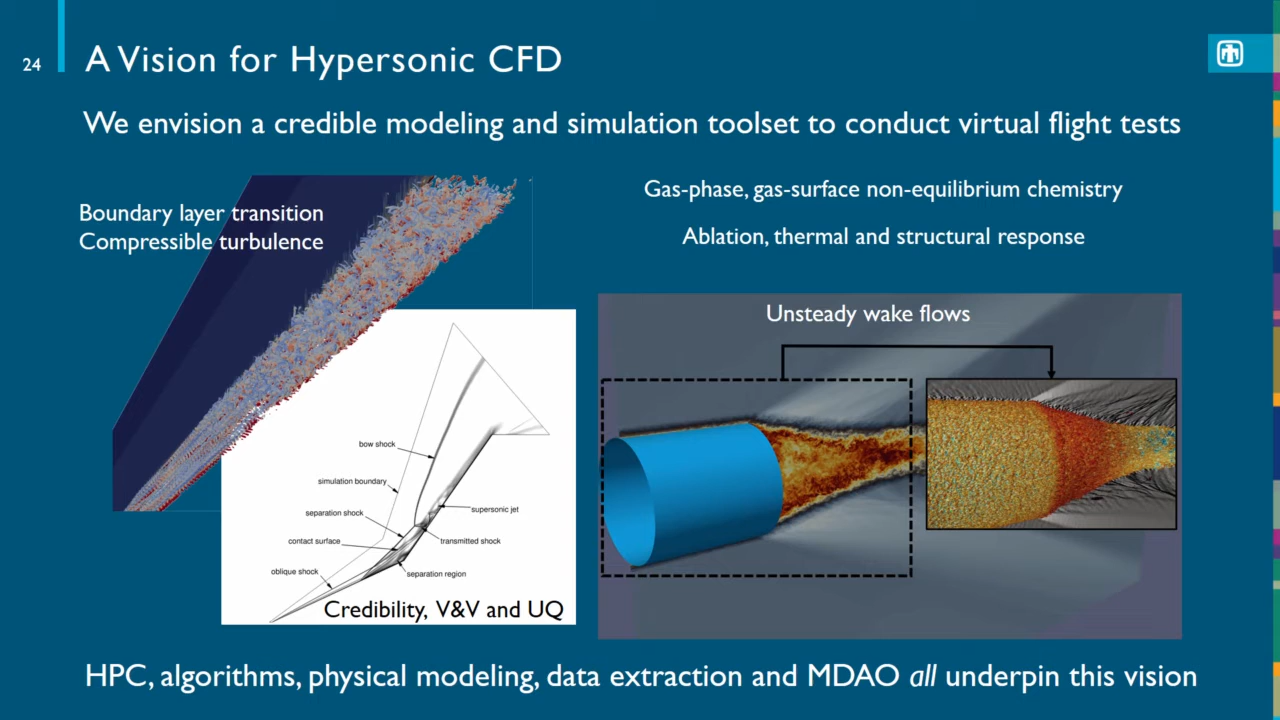 24
A Vision for Hypersonic CFD
We envision a credible modeling and simulation toolset to conduct virtual flight tests
Boundary layer transition
Compressible turbulence
Gas-phase, gas-surface non-equilibrium chemistry
Ablation, thermal and structural response
bow shock
simulation boundary
separation shock
supersonic jet
contact surface
transmitted shock
oblique shock
separation region
Credibility, V&V and UQ
Unsteady wake flows
HPC, algorithms, physical modeling, data extraction and MDAO all underpin this vision